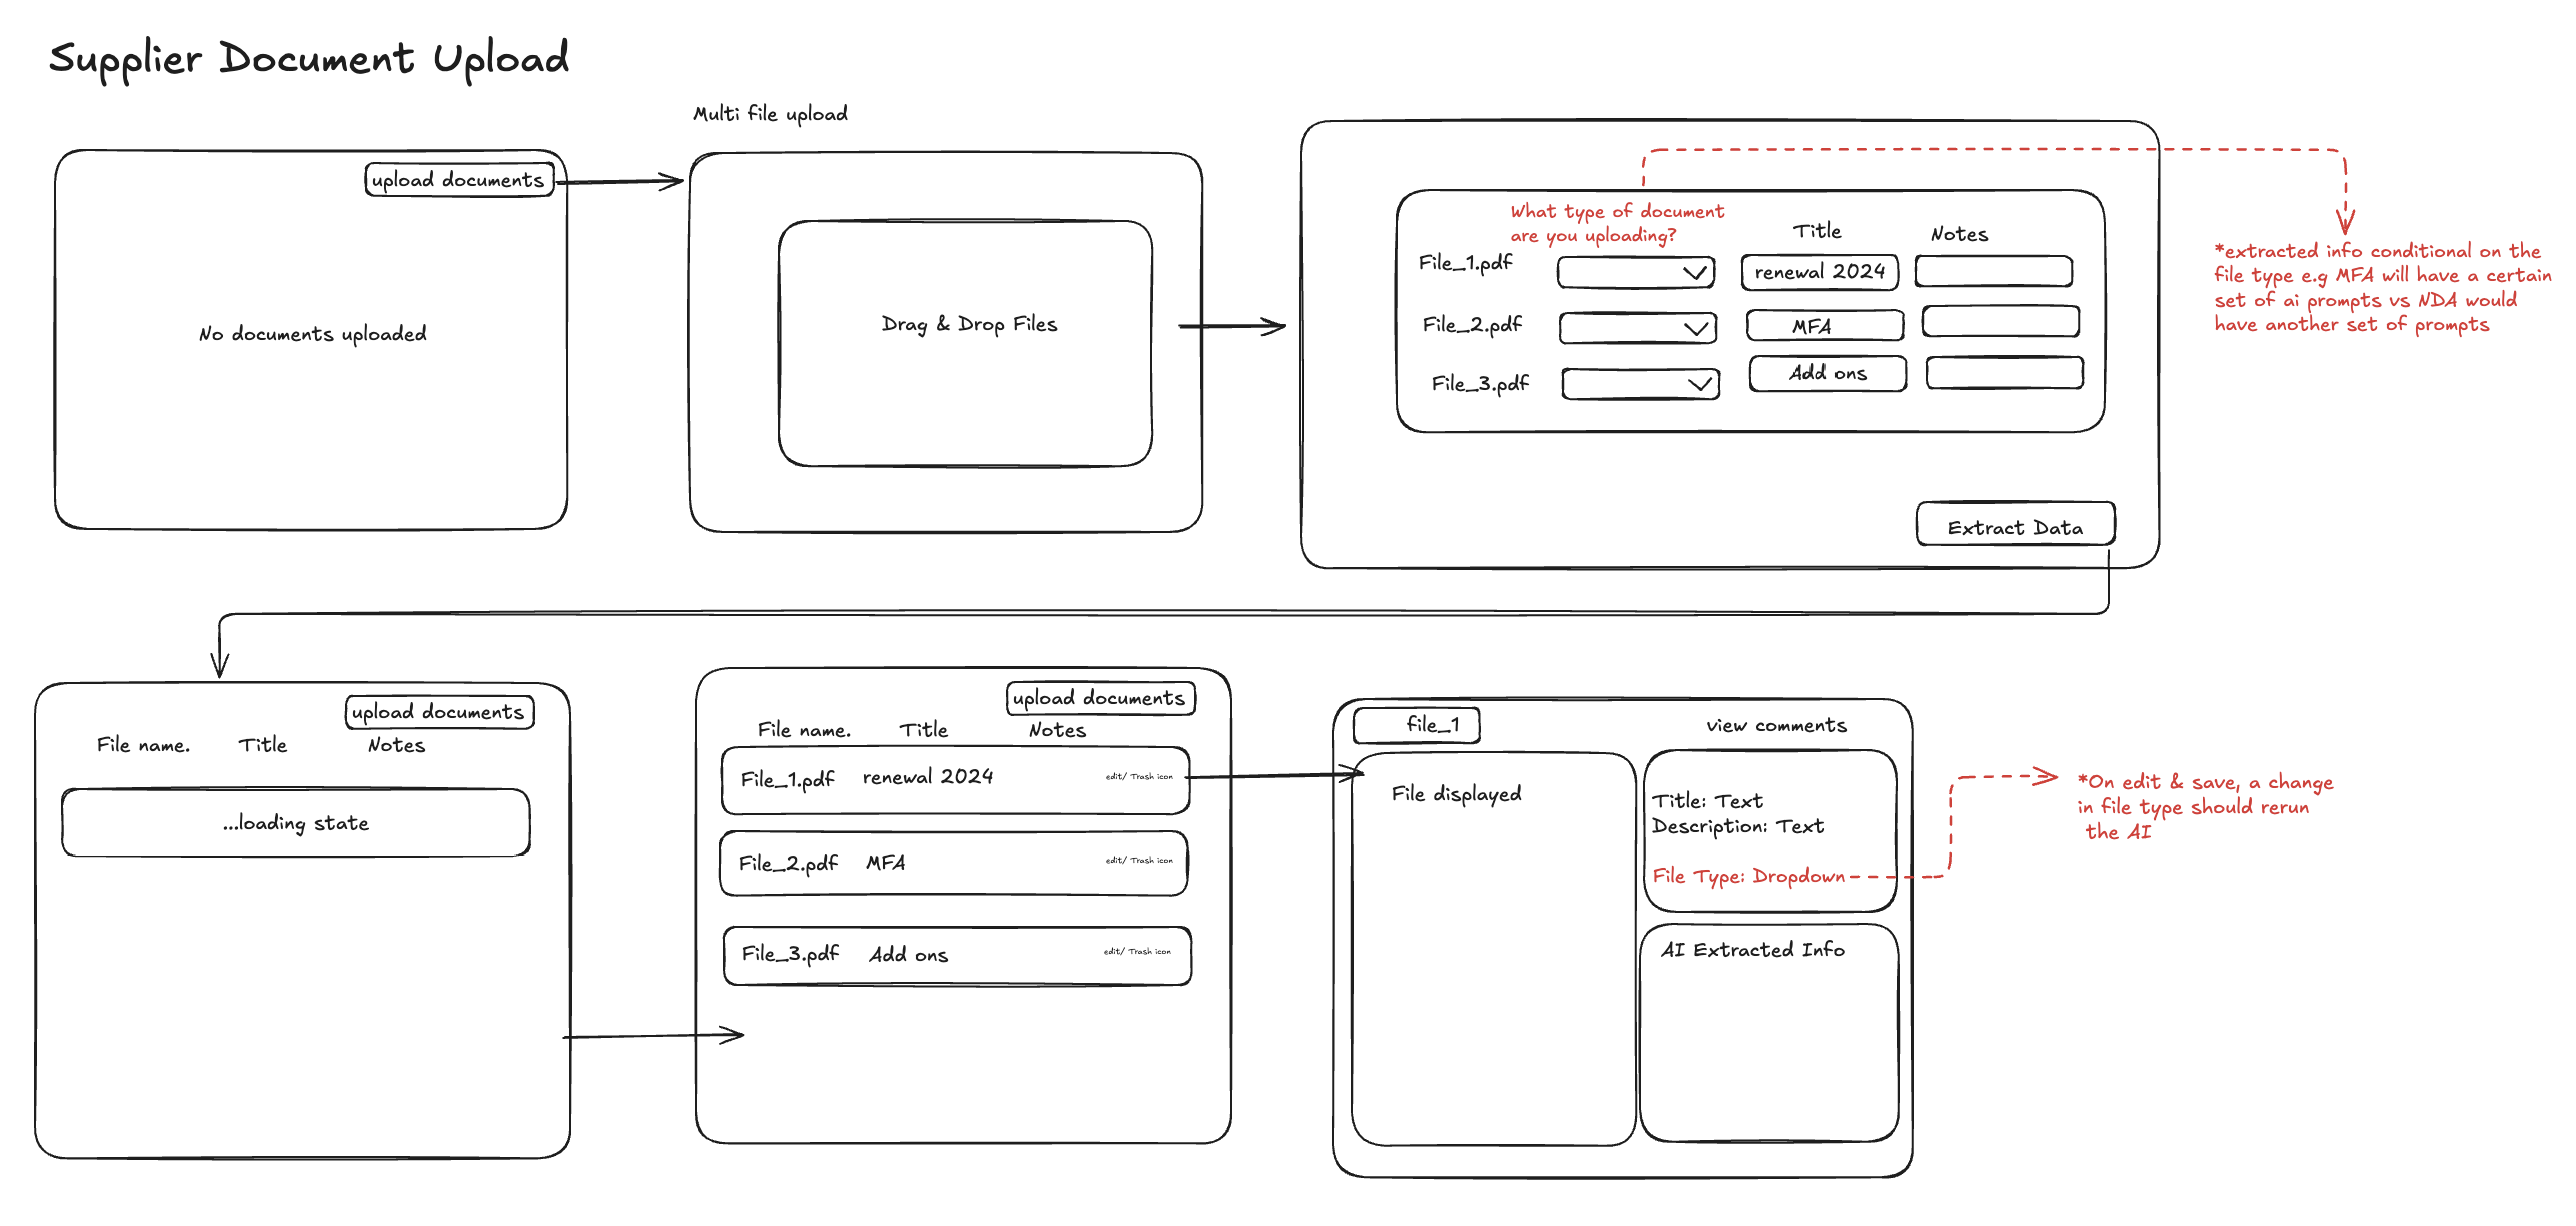 Supplier Document Upload
upload documents
No documents uploaded
Multi file upload
Drag & Drop Files
What type of document
are you uploading?
Title
Notes
File_1.pdf
renewal 2024
File_2.pdf
MFA
File_3.pdf
Add ons
Extract Data
*extracted info conditional on the
file type e.g MFA will have a certain
set of ai prompts vs NDA would
have another set of prompts
upload documents
File name.
Title
Notes
...loading state
upload documents
File name.
Title
Notes
File_1.pdf
renewal 2024
edit/ Trash icon
File_2.pdf
MFA
edit/ Trash icon
File_3.pdf
Add ons
edit/ Trash icon
file_1
view comments
File displayed
Title: Text
Description: Text
File Type: Dropdown
AI Extracted Info
*On edit & save, a change
in file type should rerun
the AI